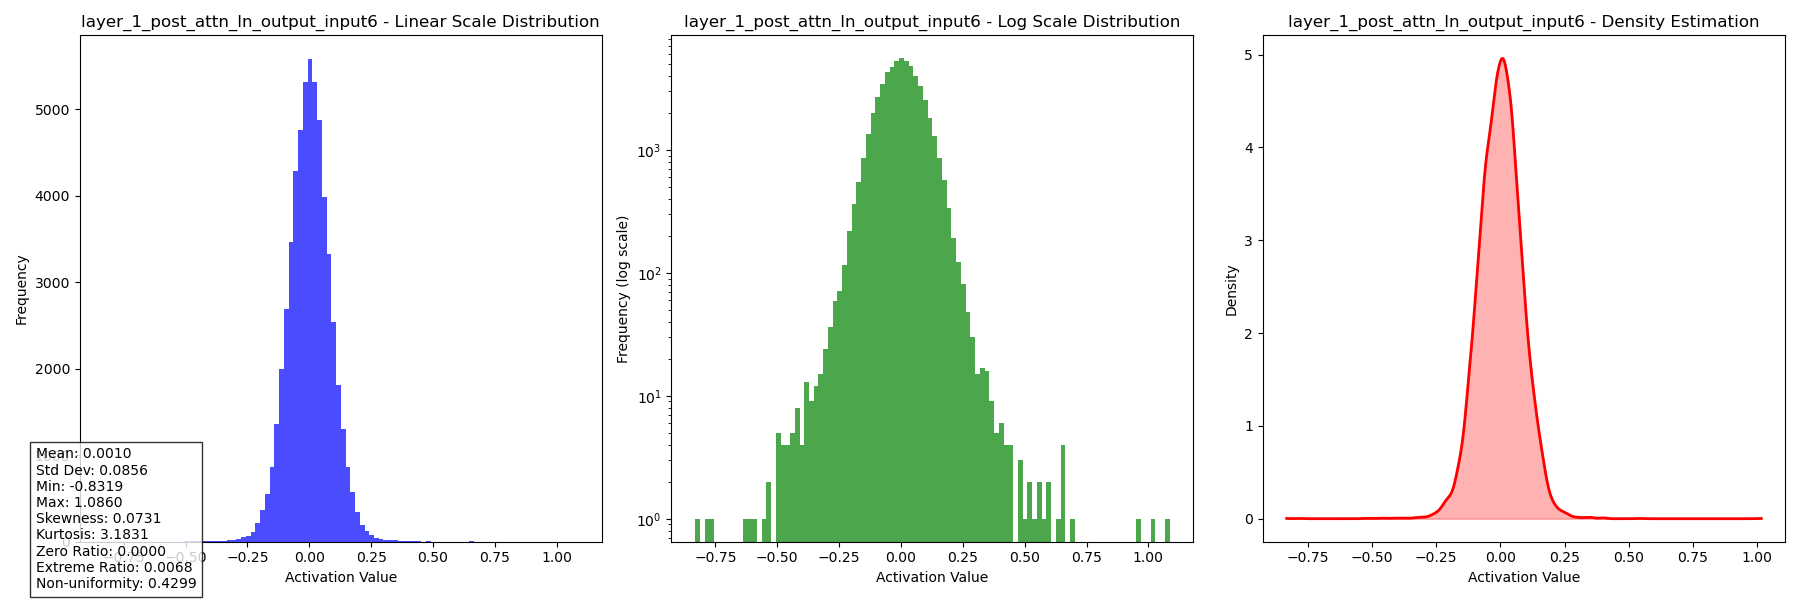 layer_1_post_attn_ln_output_input6 - Linear Scale Distribution
Frequency
5000
4000
3000
2000
0
−0.50
−0.25
0.00
0.25
0.50
0.75
1.00
Activation Value
Mean: 0.0010
Std Dev: 0.0856
Min: -0.8319
Max: 1.0860
Skewness: 0.0731
Kurtosis: 3.1831
Zero Ratio: 0.0000
Extreme Ratio: 0.0068
Non-uniformity: 0.4299
layer_1_post_attn_ln_output_input6 - Log Scale Distribution
Frequency (log scale)
10³
10²
10¹
10⁰
−0.75
−0.50
−0.25
0.00
0.25
0.50
0.75
1.00
Activation Value
layer_1_post_attn_ln_output_input6 - Density Estimation
Density
5
4
3
2
1
0
−0.75
−0.50
−0.25
0.00
0.25
0.50
0.75
1.00
Activation Value